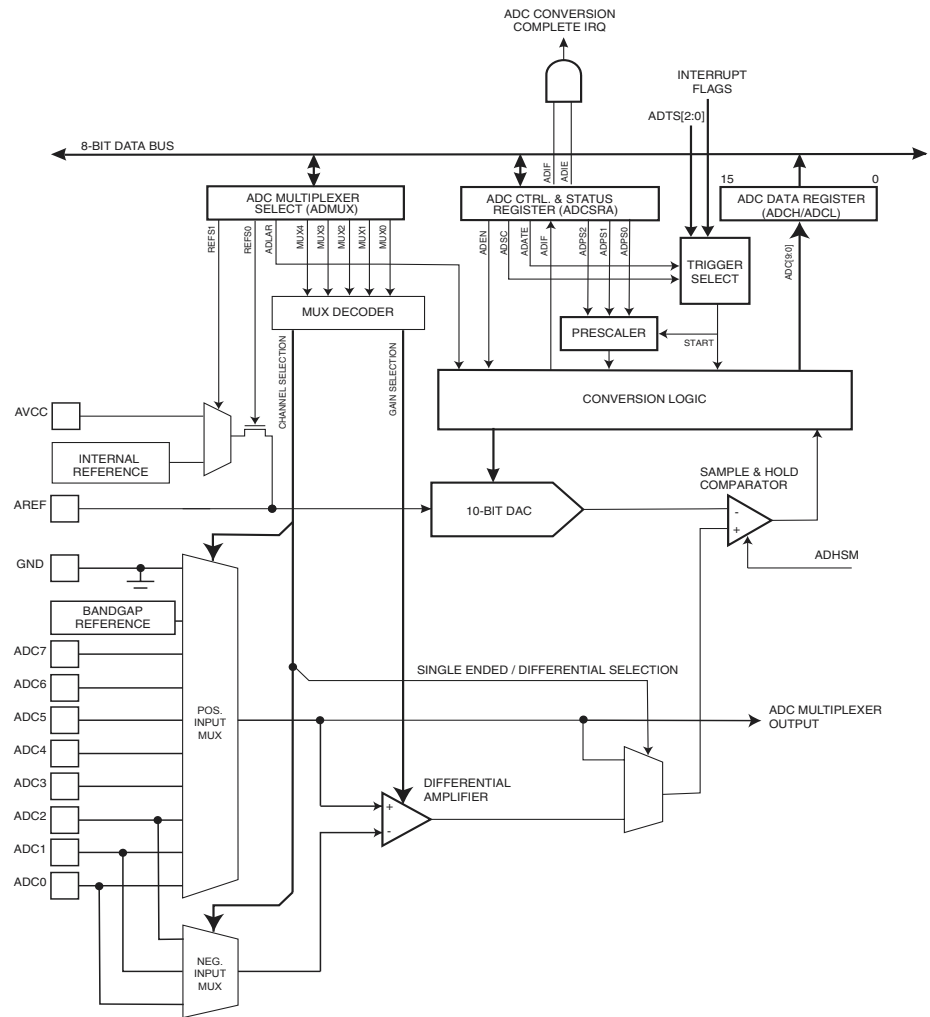 ADC CONVERSION
COMPLETE IRQ
INTERRUPT
FLAGS
ADTS[2:0]
8-BIT DATA BUS
ADIF
ADIE
15
0
ADC MULTIPLEXER
SELECT (ADMUX)
ADC CTRL. & STATUS
REGISTER (ADCSRA)
ADC DATA REGISTER
(ADCH/ADCL)
REFS1
REFS0
ADLAR
MUX4
MUX3
MUX2
MUX1
MUX0
ADEN
ADSC
ADATE
ADIF
ADPS2
ADPS1
ADPS0
ADC[9:0]
TRIGGER
SELECT
MUX DECODER
PRESCALER
START
CHANNEL SELECTION
GAIN SELECTION
CONVERSION LOGIC
AVCC
INTERNAL
REFERENCE
SAMPLE & HOLD
COMPARATOR
AREF
10-BIT DAC
-
+
ADHSM
GND
BANDGAP
REFERENCE
ADC7
SINGLE ENDED / DIFFERENTIAL SELECTION
ADC6
ADC5
POS.
INPUT
MUX
ADC MULTIPLEXER
OUTPUT
ADC4
ADC3
DIFFERENTIAL
AMPLIFIER
+
-
ADC2
ADC1
ADC0
NEG.
INPUT
MUX